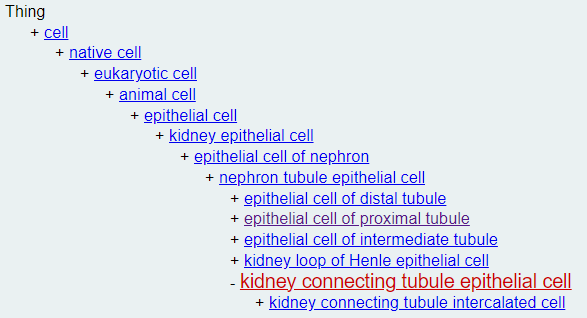 Thing
+ cell
+ native cell
+ eukaryotic cell
+ animal cell
+ epithelial cell
+ kidney epithelial cell
+ epithelial cell of nephron
+ nephron tubule epithelial cell
+ epithelial cell of distal tubule
+ epithelial cell of proximal tubule
+ epithelial cell of intermediate tubule
+ kidney loop of Henle epithelial cell
- kidney connecting tubule epithelial cell
+ kidney connecting tubule intercalated cell